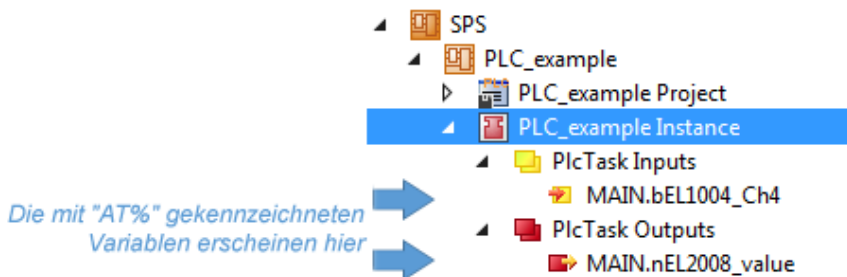 SPS
PLC_example
PLC_example Project
PLC_example Instance
PlcTask Inputs
MAIN.bEL1004_Ch4
Die mit "AT%" gekennzeichneten
Variablen erscheinen hier
PlcTask Outputs
MAIN.nEL2008_value